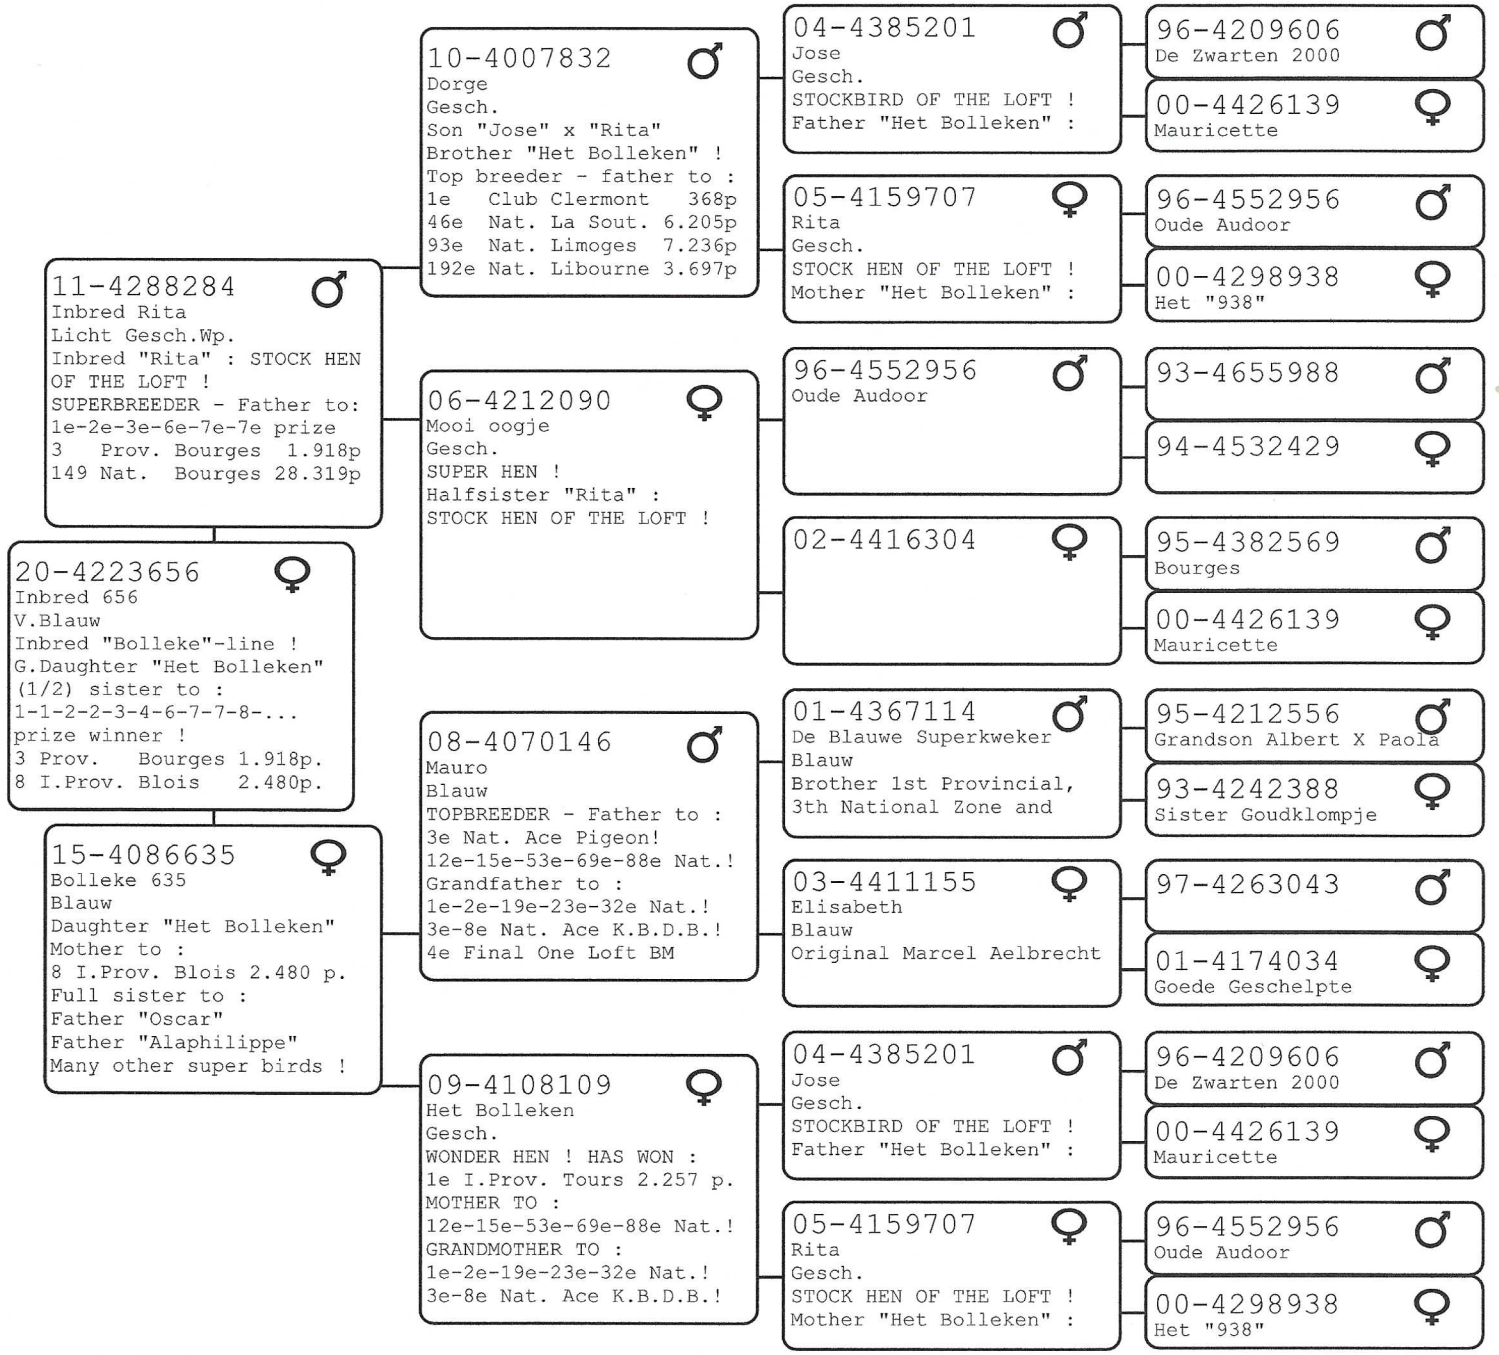 20-4223656
Inbred 656
V.Blauw
Inbred "Bolleke"-line !
G.Daughter "Het Bolleken"
(1/2) sister to :
1-1-2-2-3-4-6-7-7-8-...
prize winner !
3 Prov.   Bourges 1.918p.
8 I.Prov. Blois   2.480p.
11-4288284
Inbred Rita
Licht Gesch.Wp.
Inbred "Rita" : STOCK HEN
OF THE LOFT !
SUPERBREEDER - Father to:
1e-2e-3e-6e-7e-7e prize
3   Prov. Bourges  1.918p
149 Nat.  Bourges 28.319p
15-4086635
Bolleke 635
Blauw
Daughter "Het Bolleken"
Mother to :
8 I.Prov. Blois 2.480 p.
Full sister to :
Father "Oscar"
Father "Alaphilippe"
Many other super birds !
10-4007832
Dorge
Gesch.
Son "Jose" x "Rita"
Brother "Het Bolleken" !
Top breeder - father to :
1e   Club Clermont   368p
46e  Nat. La Sout. 6.205p
93e  Nat. Limoges  7.236p
192e Nat. Libourne 3.697p
06-4212090
Mooi oogje
Gesch.
SUPER HEN !
Halfsister "Rita" :
STOCK HEN OF THE LOFT !
08-4070146
Mauro
Blauw
TOPBREEDER - Father to :
3e Nat. Ace Pigeon!
12e-15e-53e-69e-88e Nat.!
Grandfather to :
1e-2e-19e-23e-32e Nat.!
3e-8e Nat. Ace K.B.D.B.!
4e Final One Loft BM
09-4108109
Het Bolleken
Gesch.
WONDER HEN ! HAS WON :
1e I.Prov. Tours 2.257 p.
MOTHER TO :
12e-15e-53e-69e-88e Nat.!
GRANDMOTHER TO :
1e-2e-19e-23e-32e Nat.!
3e-8e Nat. Ace K.B.D.B.!
04-4385201
Jose
Gesch.
STOCKBIRD OF THE LOFT !
Father "Het Bolleken" :
05-4159707
Rita
Gesch.
STOCK HEN OF THE LOFT !
Mother "Het Bolleken" :
96-4552956
Oude Audoor
02-4416304
01-4367114
De Blauwe Superkweker
Blauw
Brother 1st Provincial,
3th National Zone and
03-4411155
Elisabeth
Blauw
Original Marcel Aelbrecht
04-4385201
Jose
Gesch.
STOCKBIRD OF THE LOFT !
Father "Het Bolleken" :
05-4159707
Rita
Gesch.
STOCK HEN OF THE LOFT !
Mother "Het Bolleken" :
96-4209606
De Zwarten 2000
00-4426139
Mauricette
96-4552956
Oude Audoor
00-4298938
Het "938"
93-4655988
94-4532429
95-4382569
Bourges
00-4426139
Mauricette
95-4212556
Grandson Albert X Paola
93-4242388
Sister Goudklompje
97-4263043
01-4174034
Goede Geschelpte
96-4209606
De Zwarten 2000
00-4426139
Mauricette
96-4552956
Oude Audoor
00-4298938
Het "938"